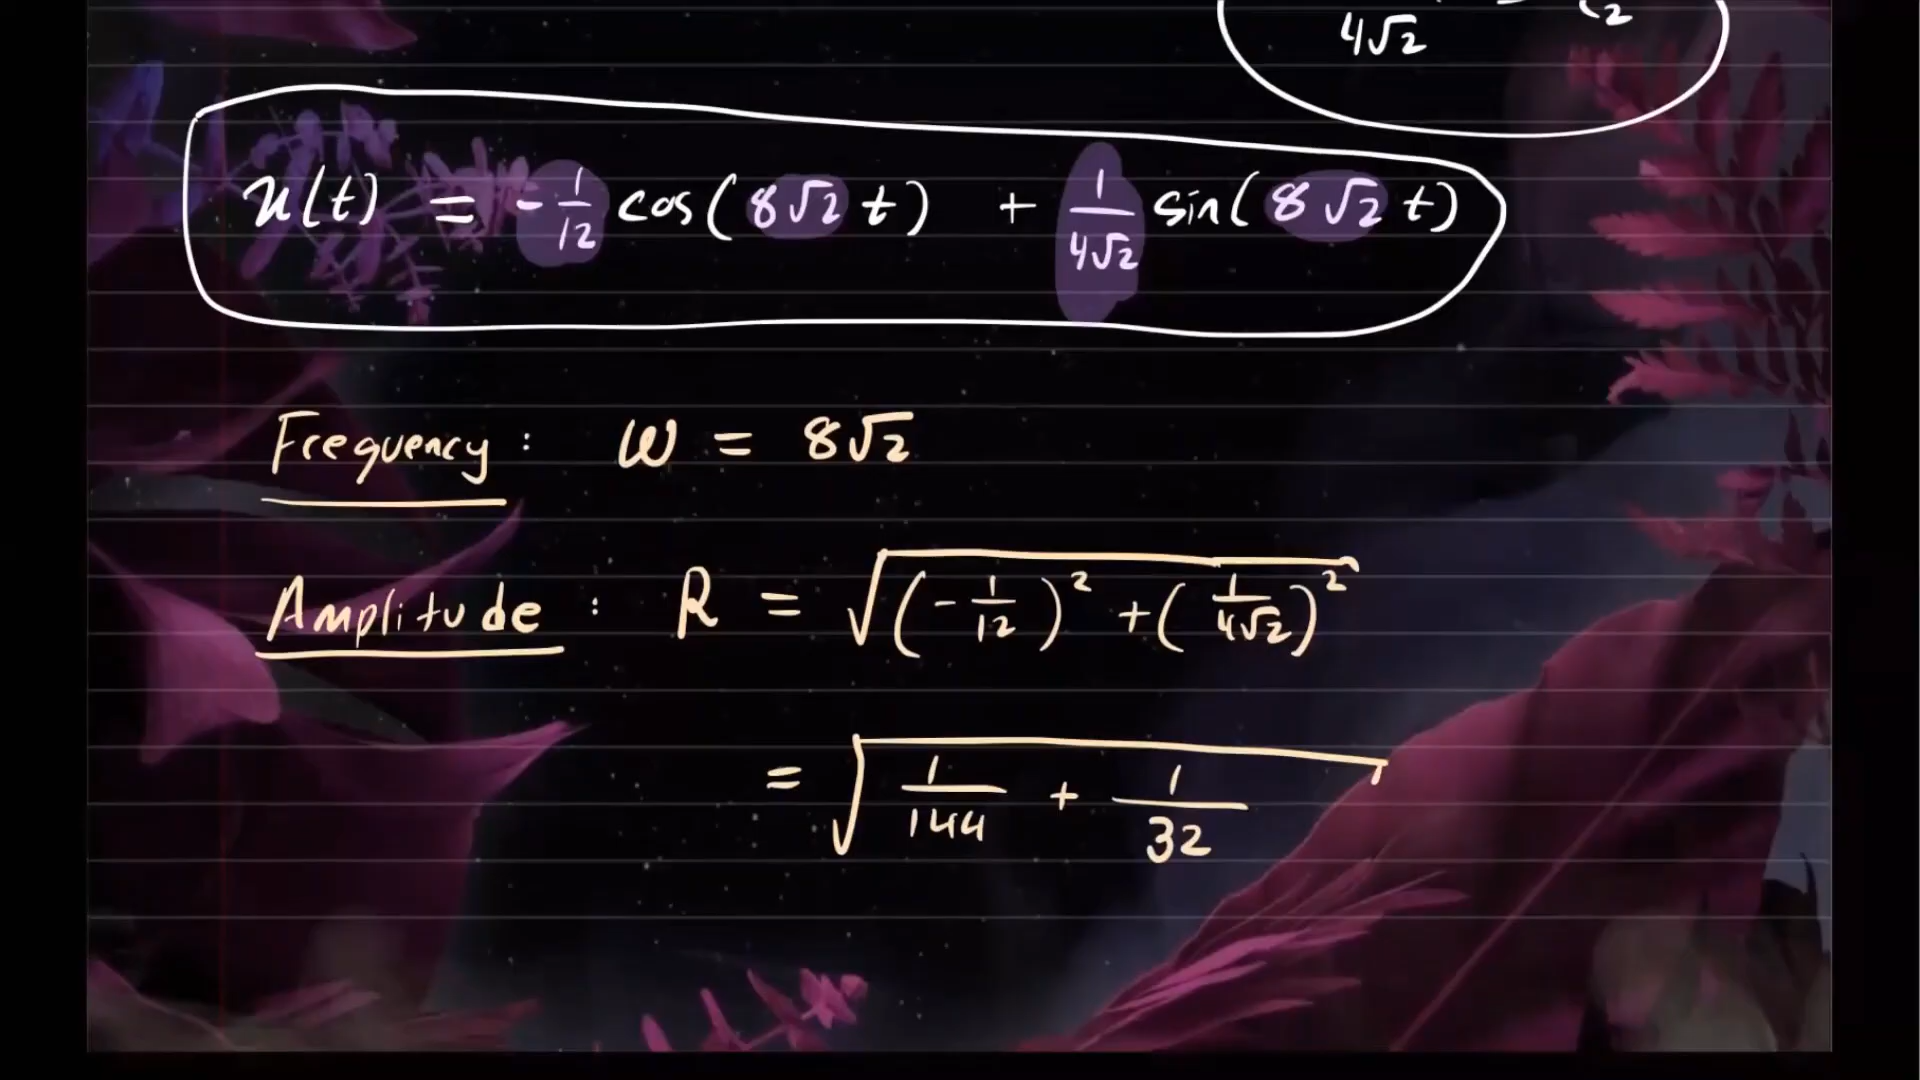 4√2 c₂
u(t) = -1/12 cos(8√2 t) + 1/4√2 sin(8√2 t)
Frequency : ω = 8√2
Amplitude : R = √(-1/12)² + (1/4√2)²
= √1/144 + 1/32